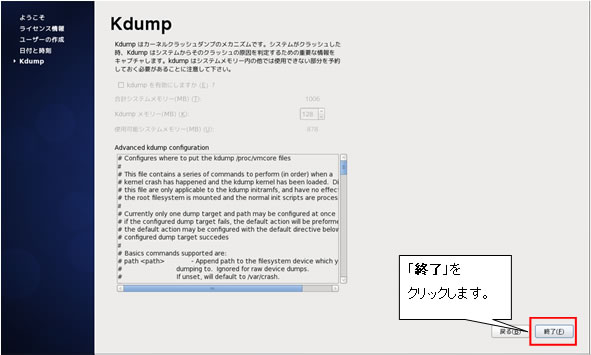 ようこそ
ライセンス情報
ユーザーの作成
日付と時刻
Kdump
Kdump
Kdump はカーネルクラッシュダンプのメカニズムです。システムがクラッシュした
時、Kdump はシステムからそのクラッシュの原因を判定するための重要な情報を
キャプチャします。kdump はシステムメモリー内の他では使用できない部分を予約
しておく必要があることに注意して下さい。
kdump を有効にしますか (E) ?
合計システムメモリー(MB) (T): 1006
Kdump メモリー(MB) (K): 128
使用可能システムメモリー(MB) (U): 878
Advanced kdump configuration
# Configures where to put the kdump /proc/vmcore files
#
# This file contains a series of commands to perform (in order) when a
# kernel crash has happened and the kdump kernel has been loaded. Di
# this file are only applicable to the kdump initramfs, and have no effect
# the root filesystem is mounted and the normal init scripts are proces
#
# Currently only one dump target and path may be configured at once
# if the configured dump target fails, the default action will be preforme
# the default action may be configured with the default directive below
# configured dump target succedes
#
# Basics commands supported are:
# path <path> - Append path to the filesystem device which y
# dumping to. Ignored for raw device dumps.
# If unset, will default to /var/crash.
「終了」を
クリックします。
戻る(B)
終了(F)